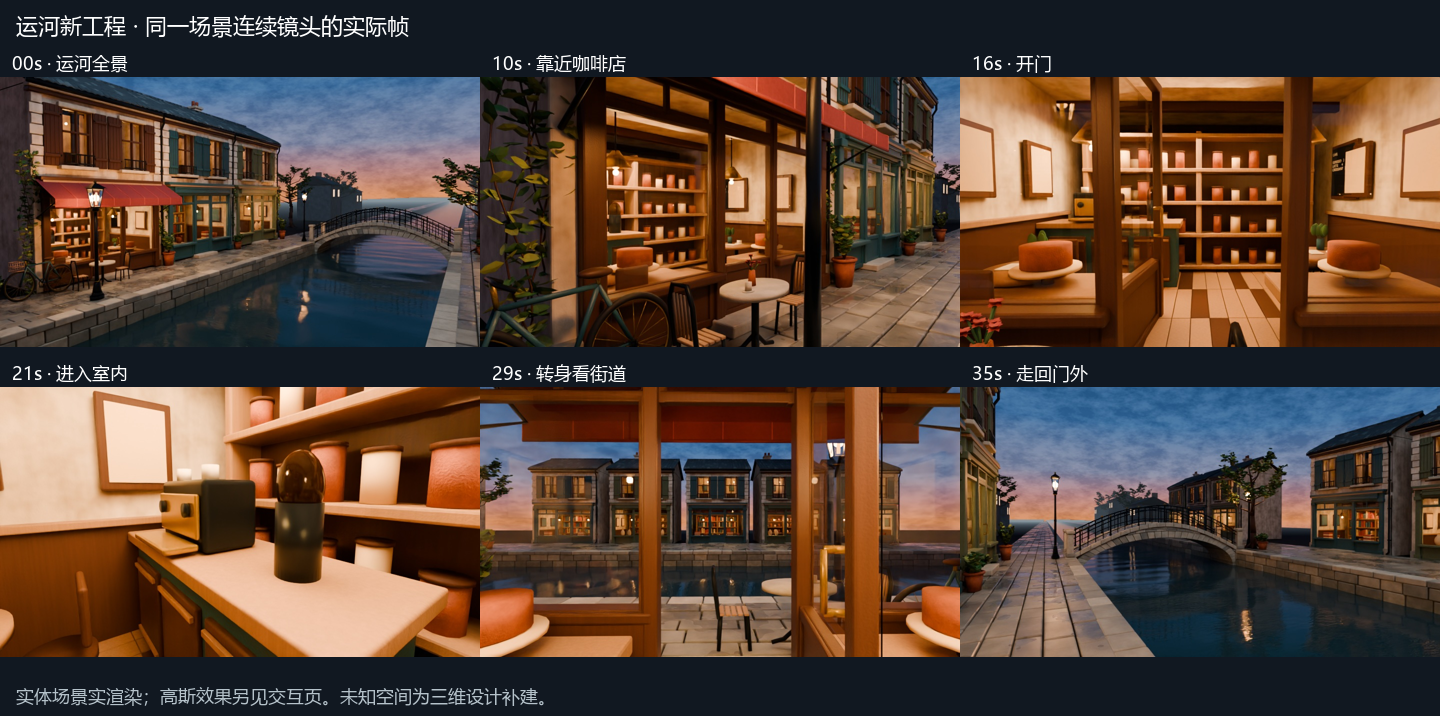 运河新工程 · 同一场景连续镜头的实际帧
00s · 运河全景
10s · 靠近咖啡店
16s · 开门
21s · 进入室内
29s · 转身看街道
35s · 走回门外
实体场景实渲染；高斯效果另见交互页。未知空间为三维设计补建。